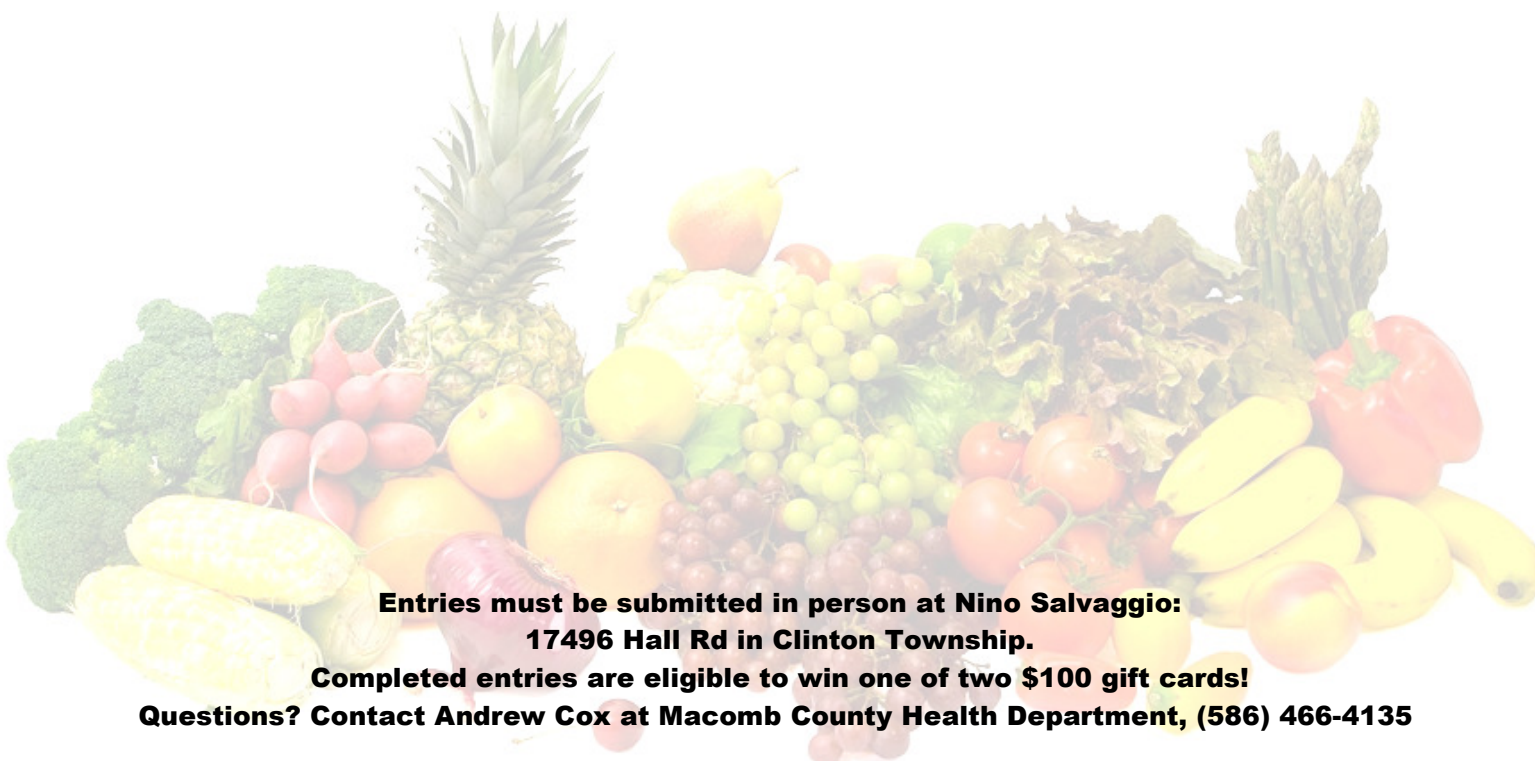 Entries must be submitted in person at Nino Salvaggio:
17496 Hall Rd in Clinton Township.
Completed entries are eligible to win one of two $100 gift cards!
Questions? Contact Andrew Cox at Macomb County Health Department, (586) 466-4135